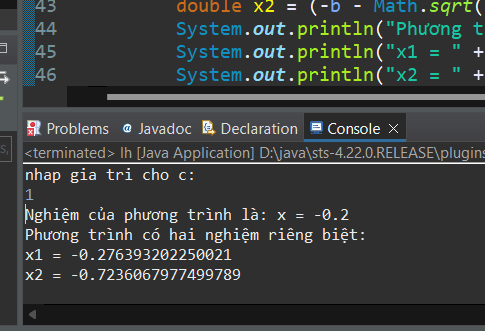 43 double x2 = (-b - Math.sqrt(
44 System.out.println("Phương t
45 System.out.println("x1 = " +
46 System.out.println("x2 = " +
Problems @ Javadoc Declaration Console
<terminated> lh [Java Application] D:\java\sts-4.22.0.RELEASE\plugins
nhap gia tri cho c:
1
Nghiệm của phương trình là: x = -0.2
Phương trình có hai nghiệm riêng biệt:
x1 = -0.276393202250021
x2 = -0.7236067977499789